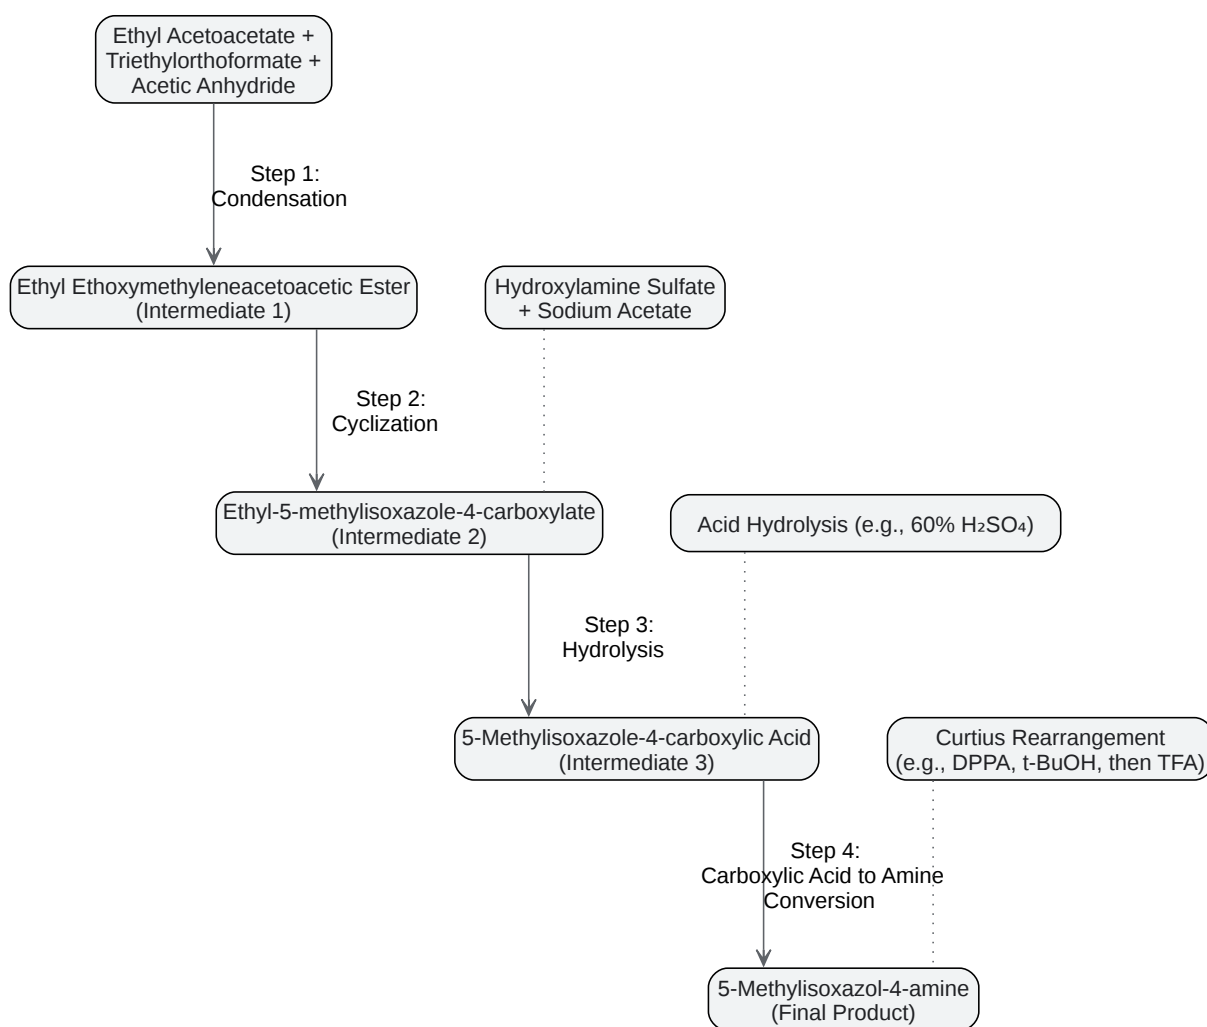 Ethyl Acetoacetate +
Triethylorthoformate +
Acetic Anhydride
Step 1:
Condensation
Ethyl Ethoxymethyleneacetoacetic Ester
(Intermediate 1)
Hydroxylamine Sulfate
+ Sodium Acetate
Step 2:
Cyclization
Ethyl-5-methylisoxazole-4-carboxylate
(Intermediate 2)
Acid Hydrolysis (e.g., 60% H₂SO₄)
Step 3:
Hydrolysis
5-Methylisoxazole-4-carboxylic Acid
(Intermediate 3)
Curtius Rearrangement
(e.g., DPPA, t-BuOH, then TFA)
Step 4:
Carboxylic Acid to Amine
Conversion
5-Methylisoxazol-4-amine
(Final Product)